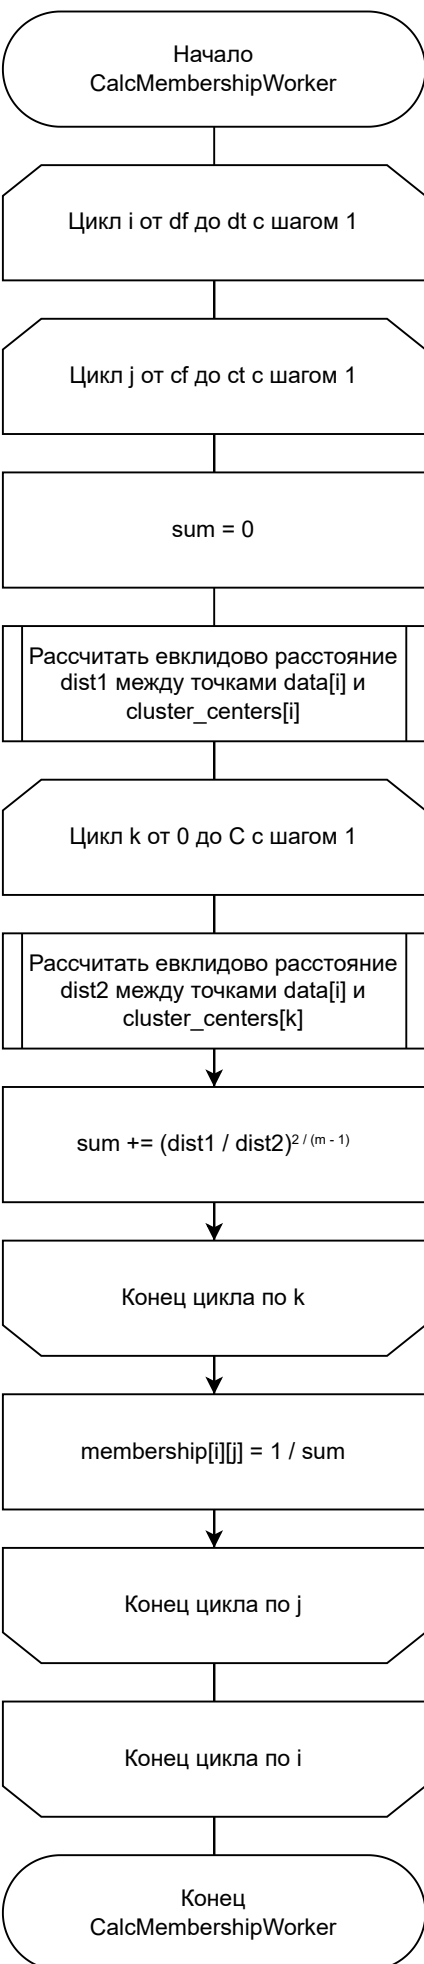 Начало
CalcMembershipWorker
Цикл i от df до dt с шагом 1
Цикл j от cf до ct с шагом 1
sum = 0
Рассчитать евклидово расстояние
dist1 между точками data[i] и
cluster_centers[i]
Цикл k от 0 до C с шагом 1
Рассчитать евклидово расстояние
dist2 между точками data[i] и
cluster_centers[k]
sum += (dist1 / dist2)^2 / (m - 1)
Конец цикла по k
membership[i][j] = 1 / sum
Конец цикла по j
Конец цикла по i
Конец
CalcMembershipWorker